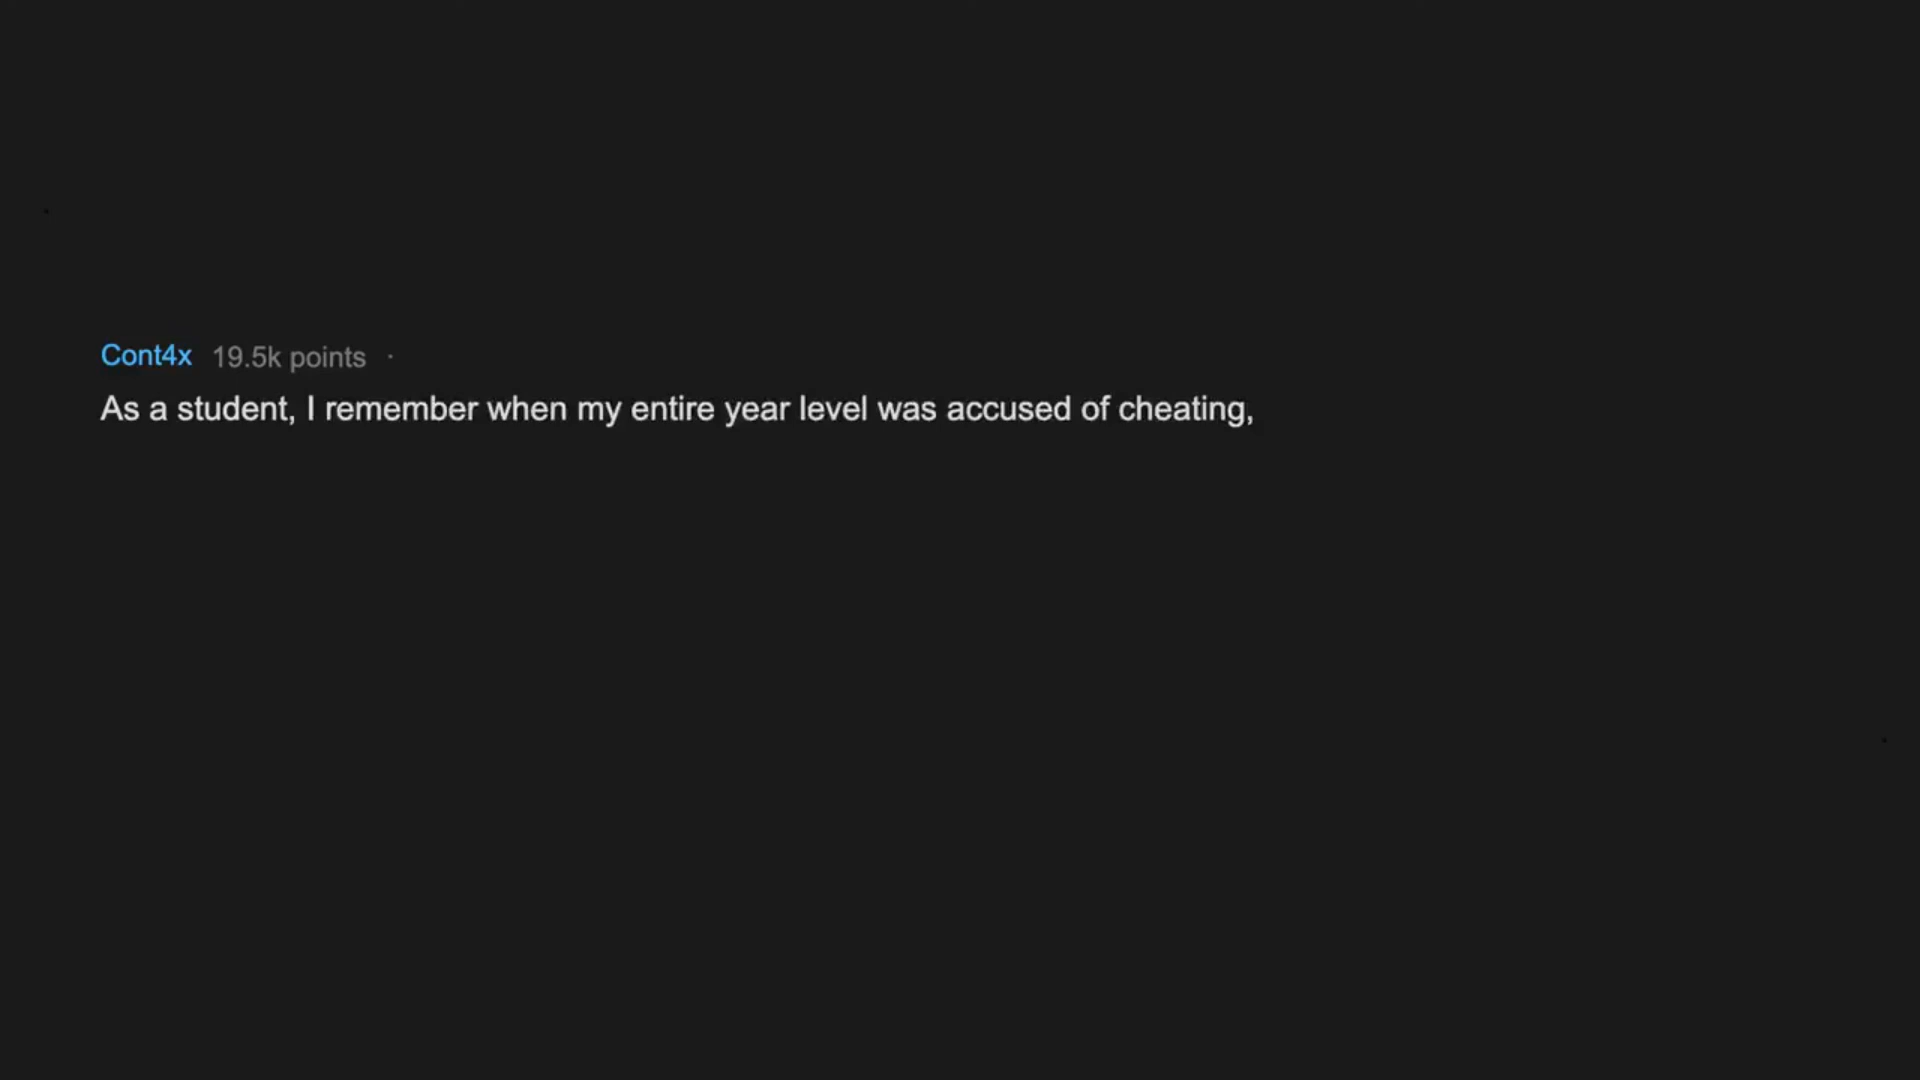 Cont4x 19.5k points ·
As a student, I remember when my entire year level was accused of cheating,